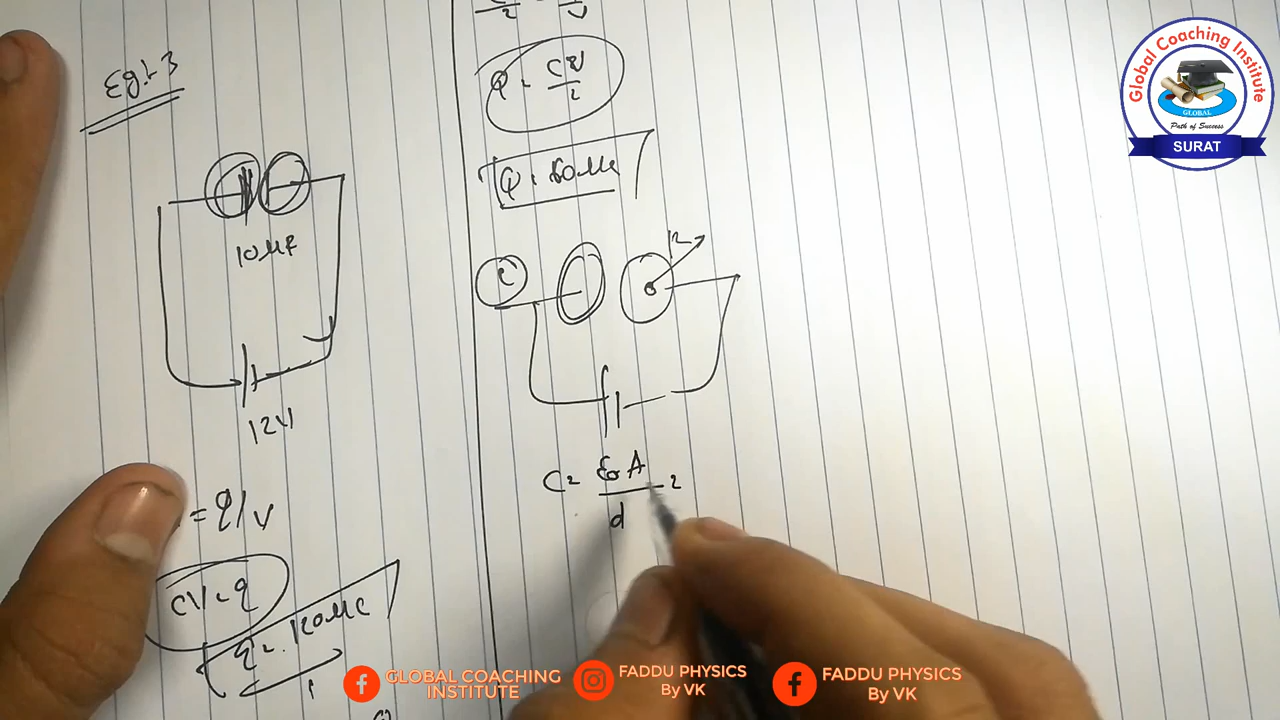 Eg:- 3
10μF
12V
= q/v
CV = q
q = 120μC
Q = CV/2
Q = 60μC
C
R
C = ε₀A/d =
Global Coaching Institute
GLOBAL
Path of Success
SURAT
GLOBAL COACHING INSTITUTE
FADDU PHYSICS
By VK
FADDU PHYSICS
By VK